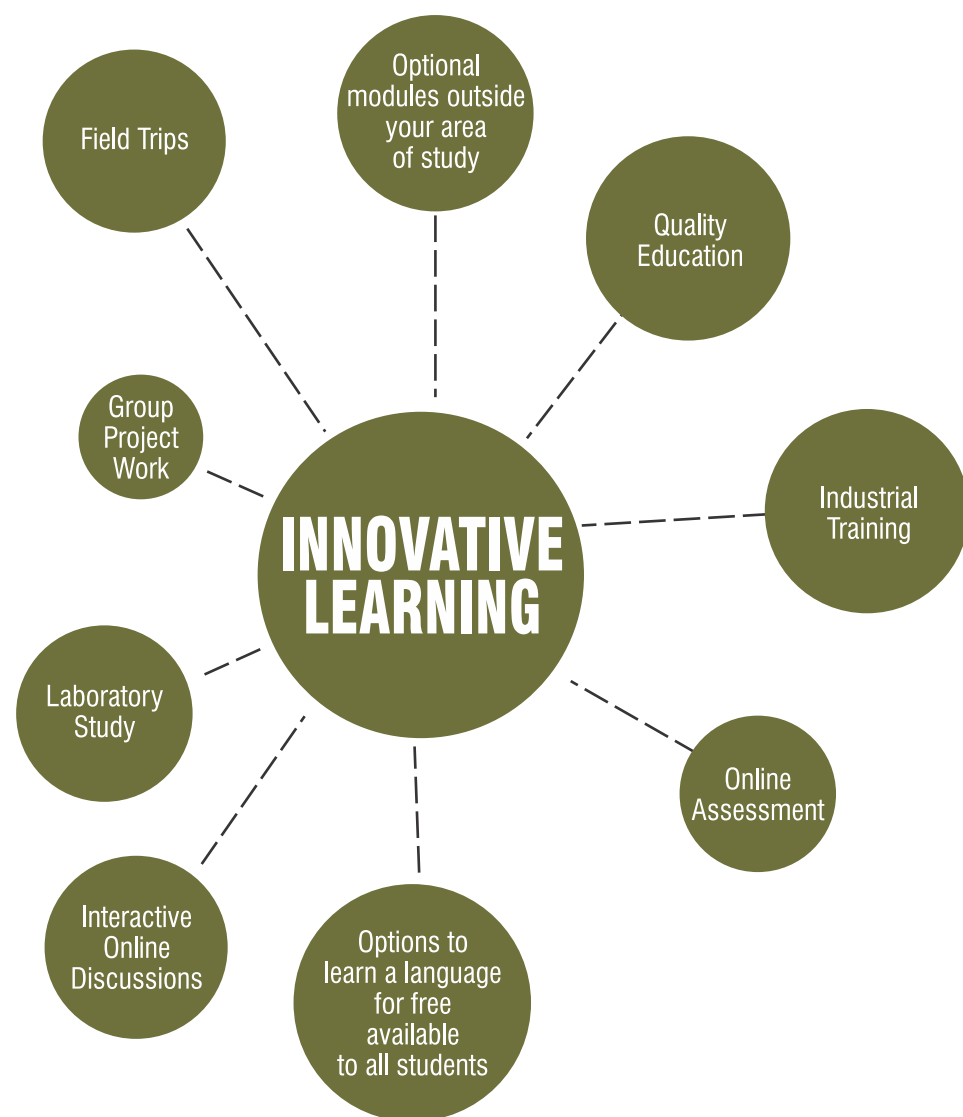 Field Trips
Optional
modules outside
your area
of study
Quality
Education
Group
Project
Work
INNOVATIVE
LEARNING
Industrial
Training
Laboratory
Study
Online
Assessment
Interactive
Online
Discussions
Options to
learn a language
for free
available
to all students